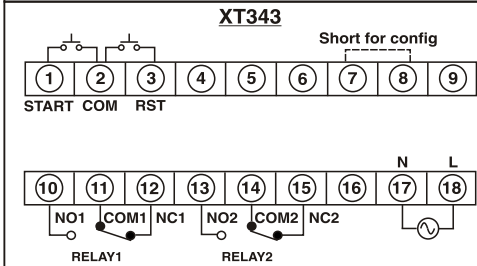 XT343
Short for config
1 2 3 4 5 6 7 8 9
START COM RST
N L
10 11 12 13 14 15 16 17 18
NO1 COM1 NC1 NO2 COM2 NC2
RELAY1 RELAY2